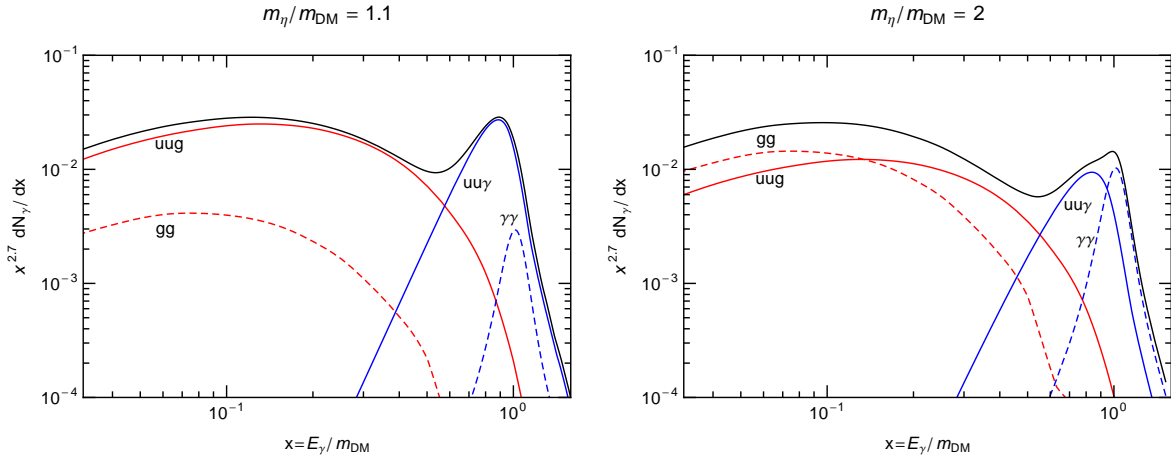 m_η/m_DM = 1.1
10^-1
10^-2
10^-3
10^-4
x^2.7 dN_γ/dx
uug
gg
uuγ
γγ
10^-1
10^0
x=E_γ/m_DM
m_η/m_DM = 2
10^-1
10^-2
10^-3
10^-4
x^2.7 dN_γ/dx
gg
uug
uuγ
γγ
10^-1
10^0
x=E_γ/m_DM